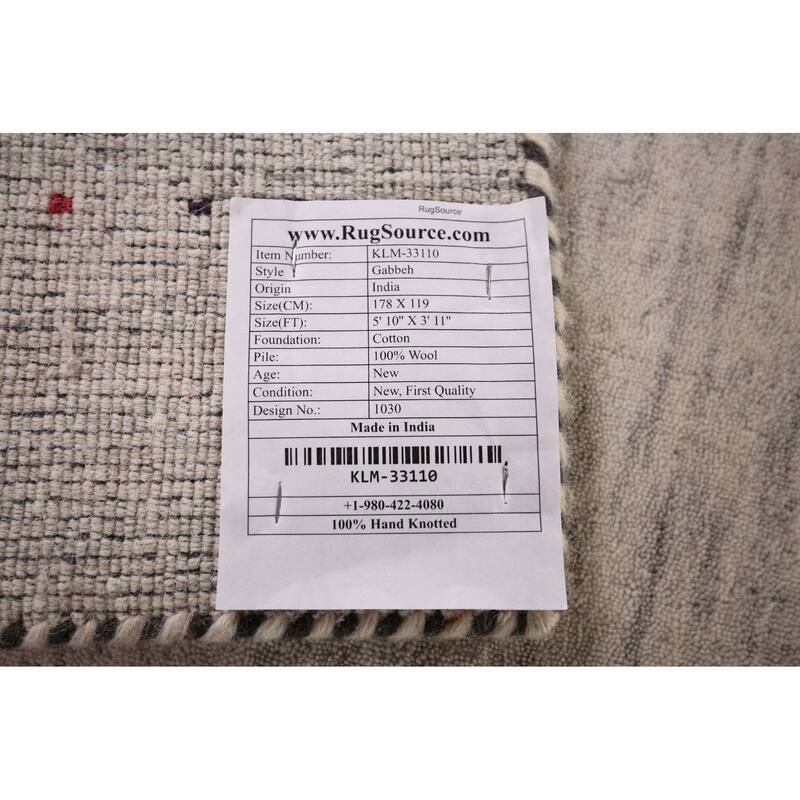 RugSource
www.RugSource.com
Item Number: KLM-33110
Style Gabbeh
Origin India
Size(CM): 178 X 119
Size(FT): 5' 10" X 3' 11"
Foundation: Cotton
Pile: 100% Wool
Age: New
Condition: New, First Quality
Design No.: 1030
Made in India
KLM-33110
+1-980-422-4080
100% Hand Knotted